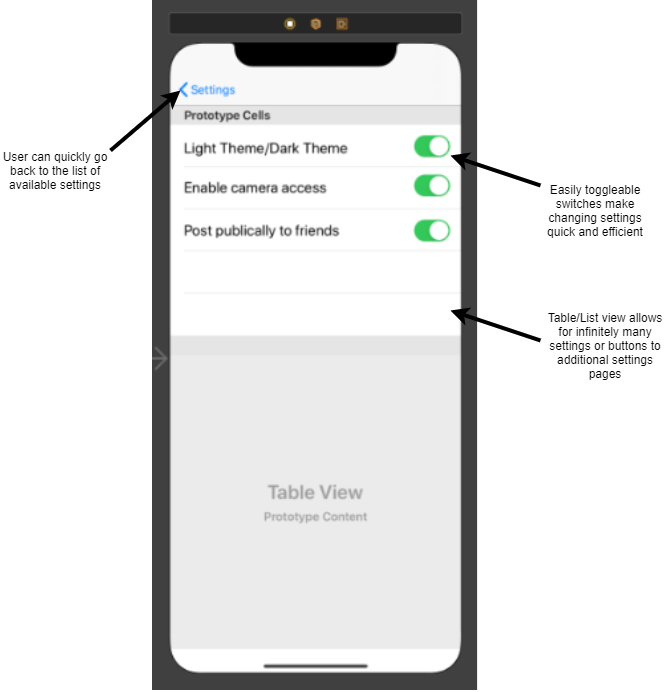 Settings
Prototype Cells
Light Theme/Dark Theme
Enable camera access
Post publically to friends
Table View
Prototype Content
User can quickly go
back to the list of
available settings
Easily toggleable
switches make
changing settings
quick and efficient
Table/List view allows
for infinitely many
settings or buttons to
additional settings
pages